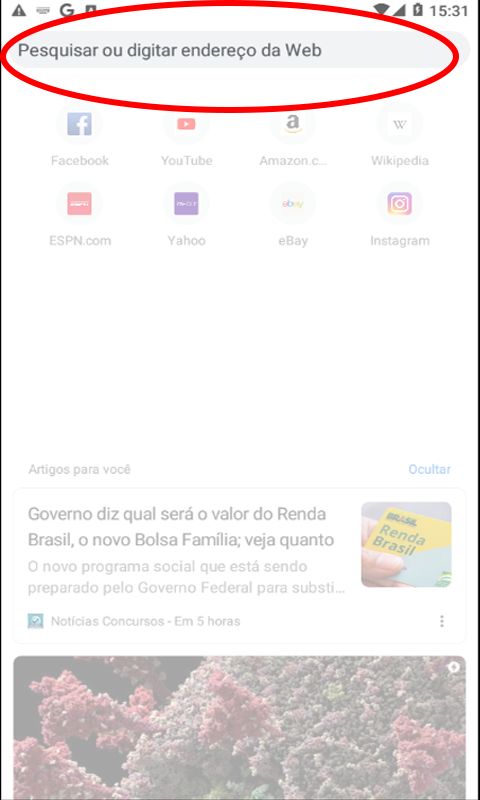 15:31
Pesquisar ou digitar endereço da Web
Facebook
YouTube
Amazon.c...
Wikipedia
ESPN.com
Yahoo
eBay
Instagram
Artigos para você
Ocultar
Governo diz qual será o valor do Renda
Brasil, o novo Bolsa Família; veja quanto
O novo programa social que está sendo
preparado pelo Governo Federal para substi...
Notícias Concursos - Em 5 horas
BRASIL
Renda
Brasil